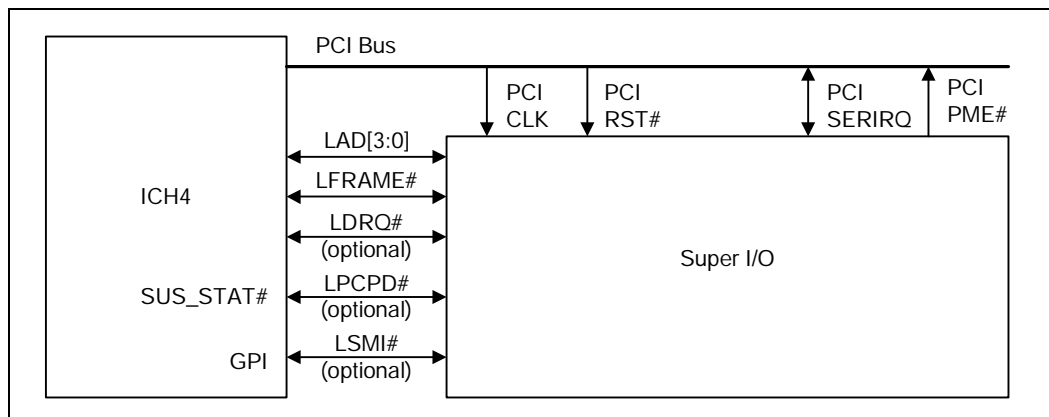 PCI Bus
PCI CLK
PCI RST#
PCI SERIRQ
PCI PME#
LAD[3:0]
LFRAME#
ICH4
LDRQ#
(optional)
Super I/O
SUS_STAT#
LPCPD#
(optional)
GPI
LSMI#
(optional)